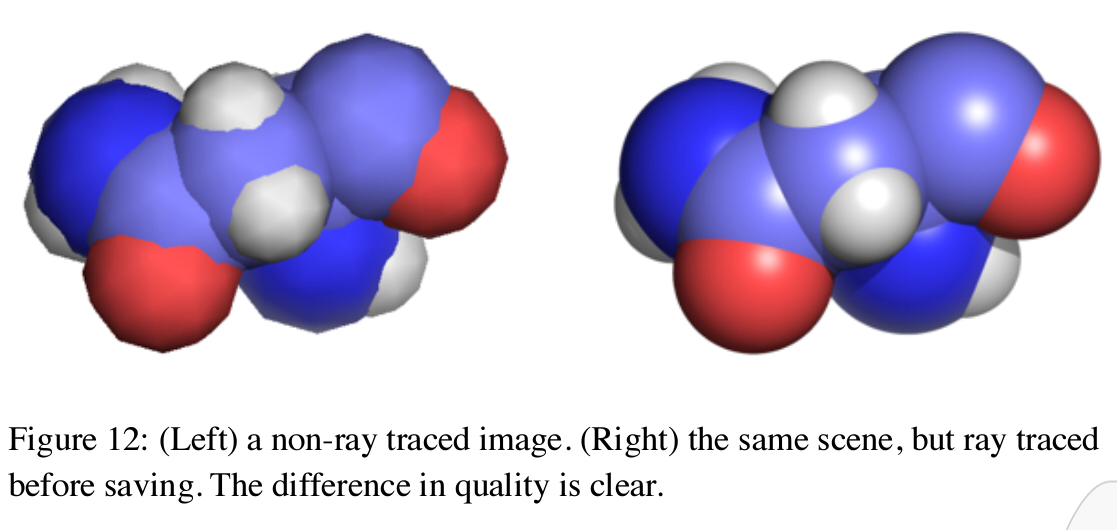 Figure 12: (Left) a non-ray traced image. (Right) the same scene, but ray traced
before saving. The difference in quality is clear.